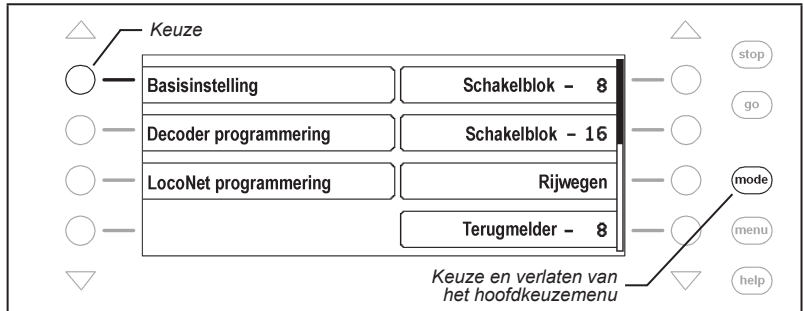 Keuze
stop
Basisinstelling
Schakelblok – 8
go
Decoder programmering
Schakelblok – 16
LocoNet programmering
Rijwegen
mode
Terugmelder – 8
menu
Keuze en verlaten van
het hoofdkeuzemenu
help